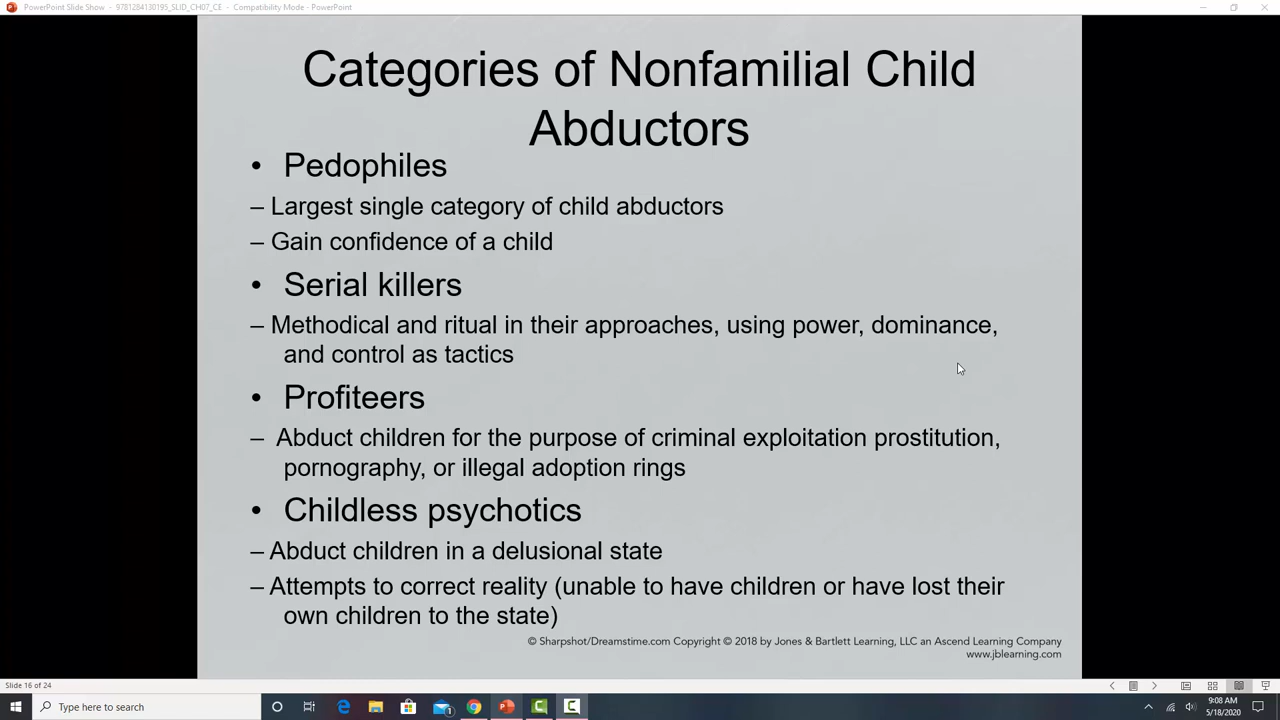 PowerPoint Slide Show - 9781284130195_SLID_CH07_CE - Compatibility Mode - PowerPoint
Categories of Nonfamilial Child
Abductors
• Pedophiles
– Largest single category of child abductors
– Gain confidence of a child
• Serial killers
– Methodical and ritual in their approaches, using power, dominance,
and control as tactics
• Profiteers
– Abduct children for the purpose of criminal exploitation prostitution,
pornography, or illegal adoption rings
• Childless psychotics
– Abduct children in a delusional state
– Attempts to correct reality (unable to have children or have lost their
own children to the state)
© Sharpshot/Dreamstime.com Copyright © 2018 by Jones & Bartlett Learning, LLC an Ascend Learning Company
www.jblearning.com
Slide 16 of 24
Type here to search
9:08 AM
5/18/2020